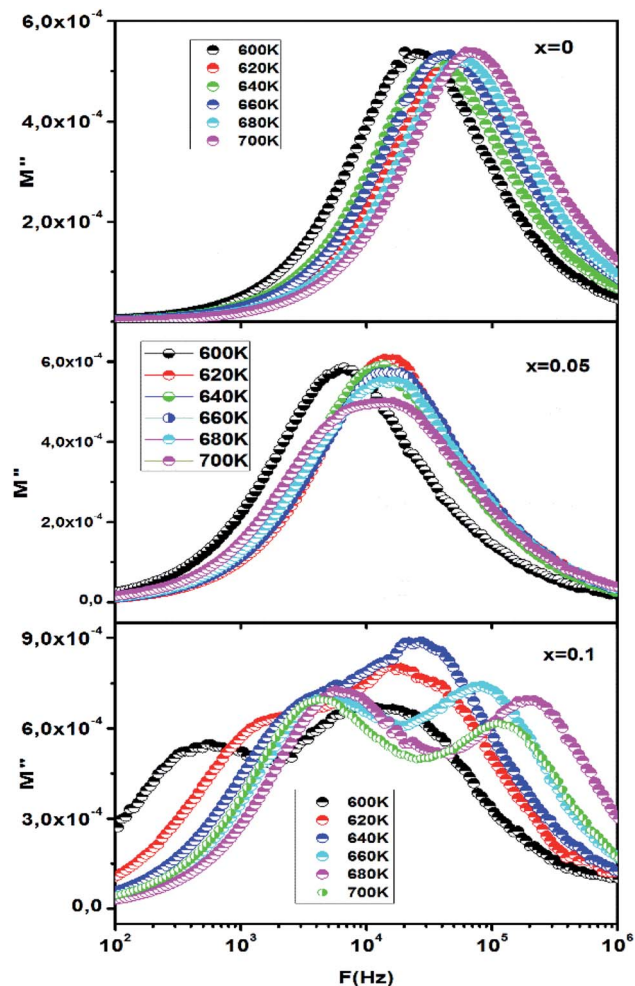 6,0x10⁻⁴
x=0
600K
620K
640K
660K
680K
700K
4,0x10⁻⁴
M"
2,0x10⁻⁴
600K
620K
640K
660K
680K
700K
x=0.05
6,0x10⁻⁴
4,0x10⁻⁴
M"
2,0x10⁻⁴
0,0
9,0x10⁻⁴
x=0.1
6,0x10⁻⁴
M"
3,0x10⁻⁴
600K
620K
640K
660K
680K
700K
0,0
10² 10³ 10⁴ 10⁵ 10⁶
F(Hz)